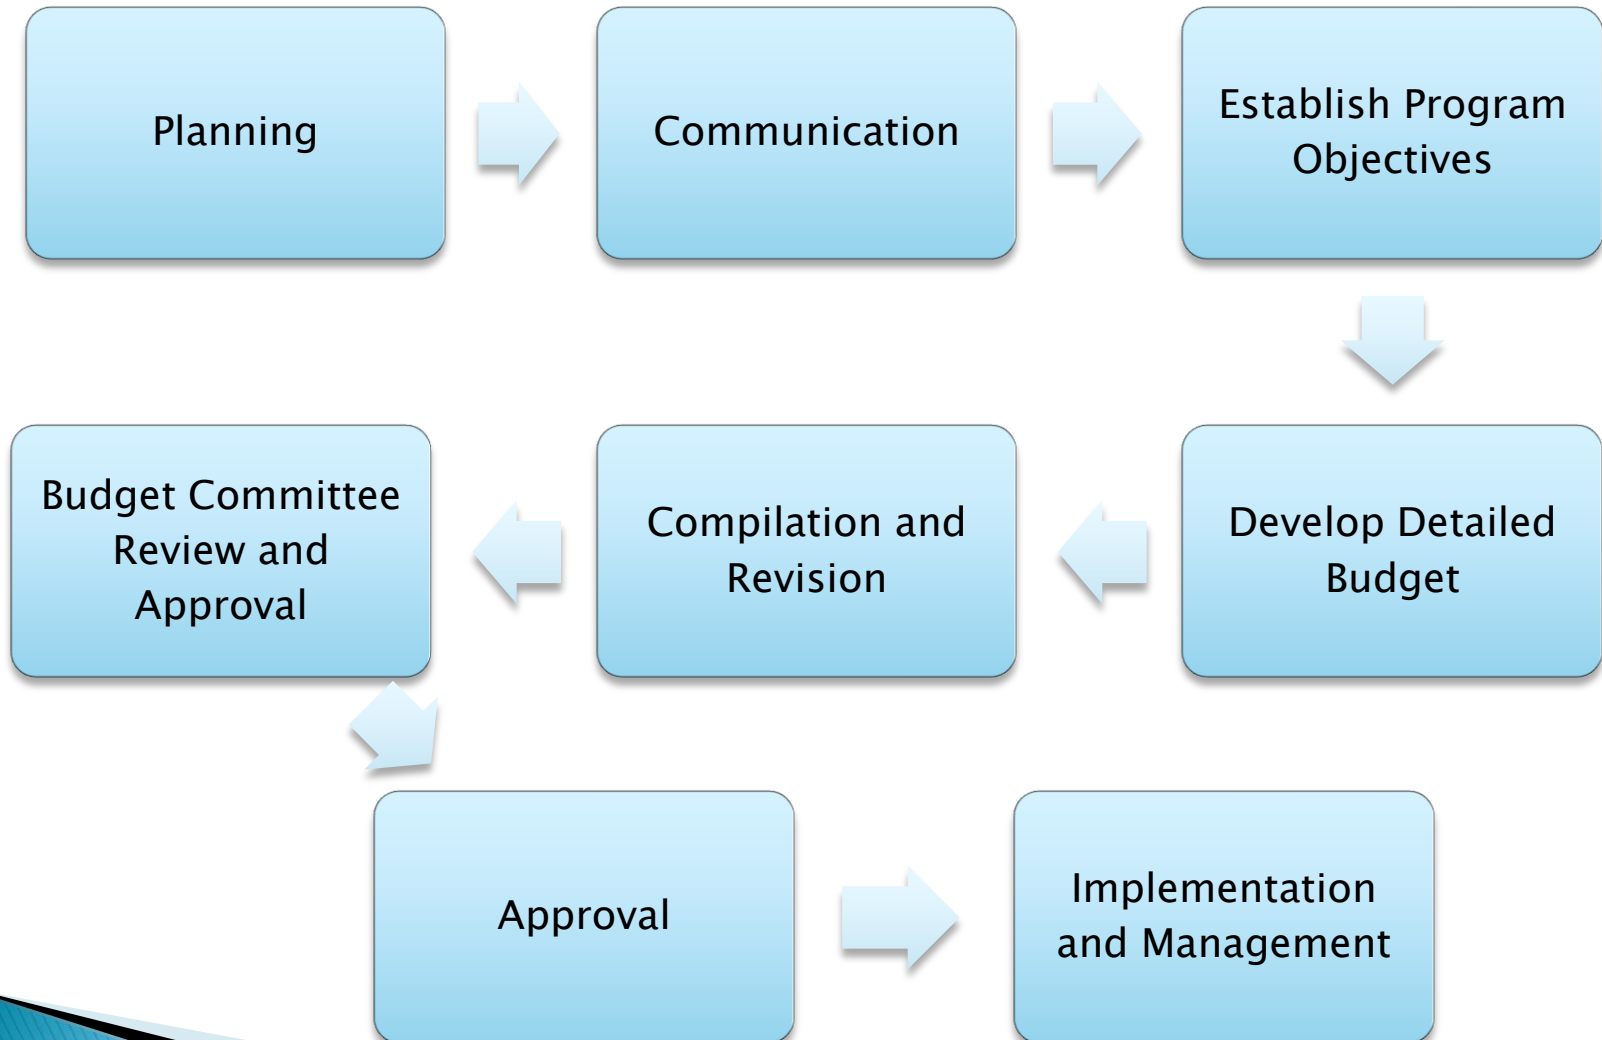 Planning
Communication
Establish Program
Objectives
Develop Detailed
Budget
Compilation and
Revision
Budget Committee
Review and
Approval
Approval
Implementation
and Management